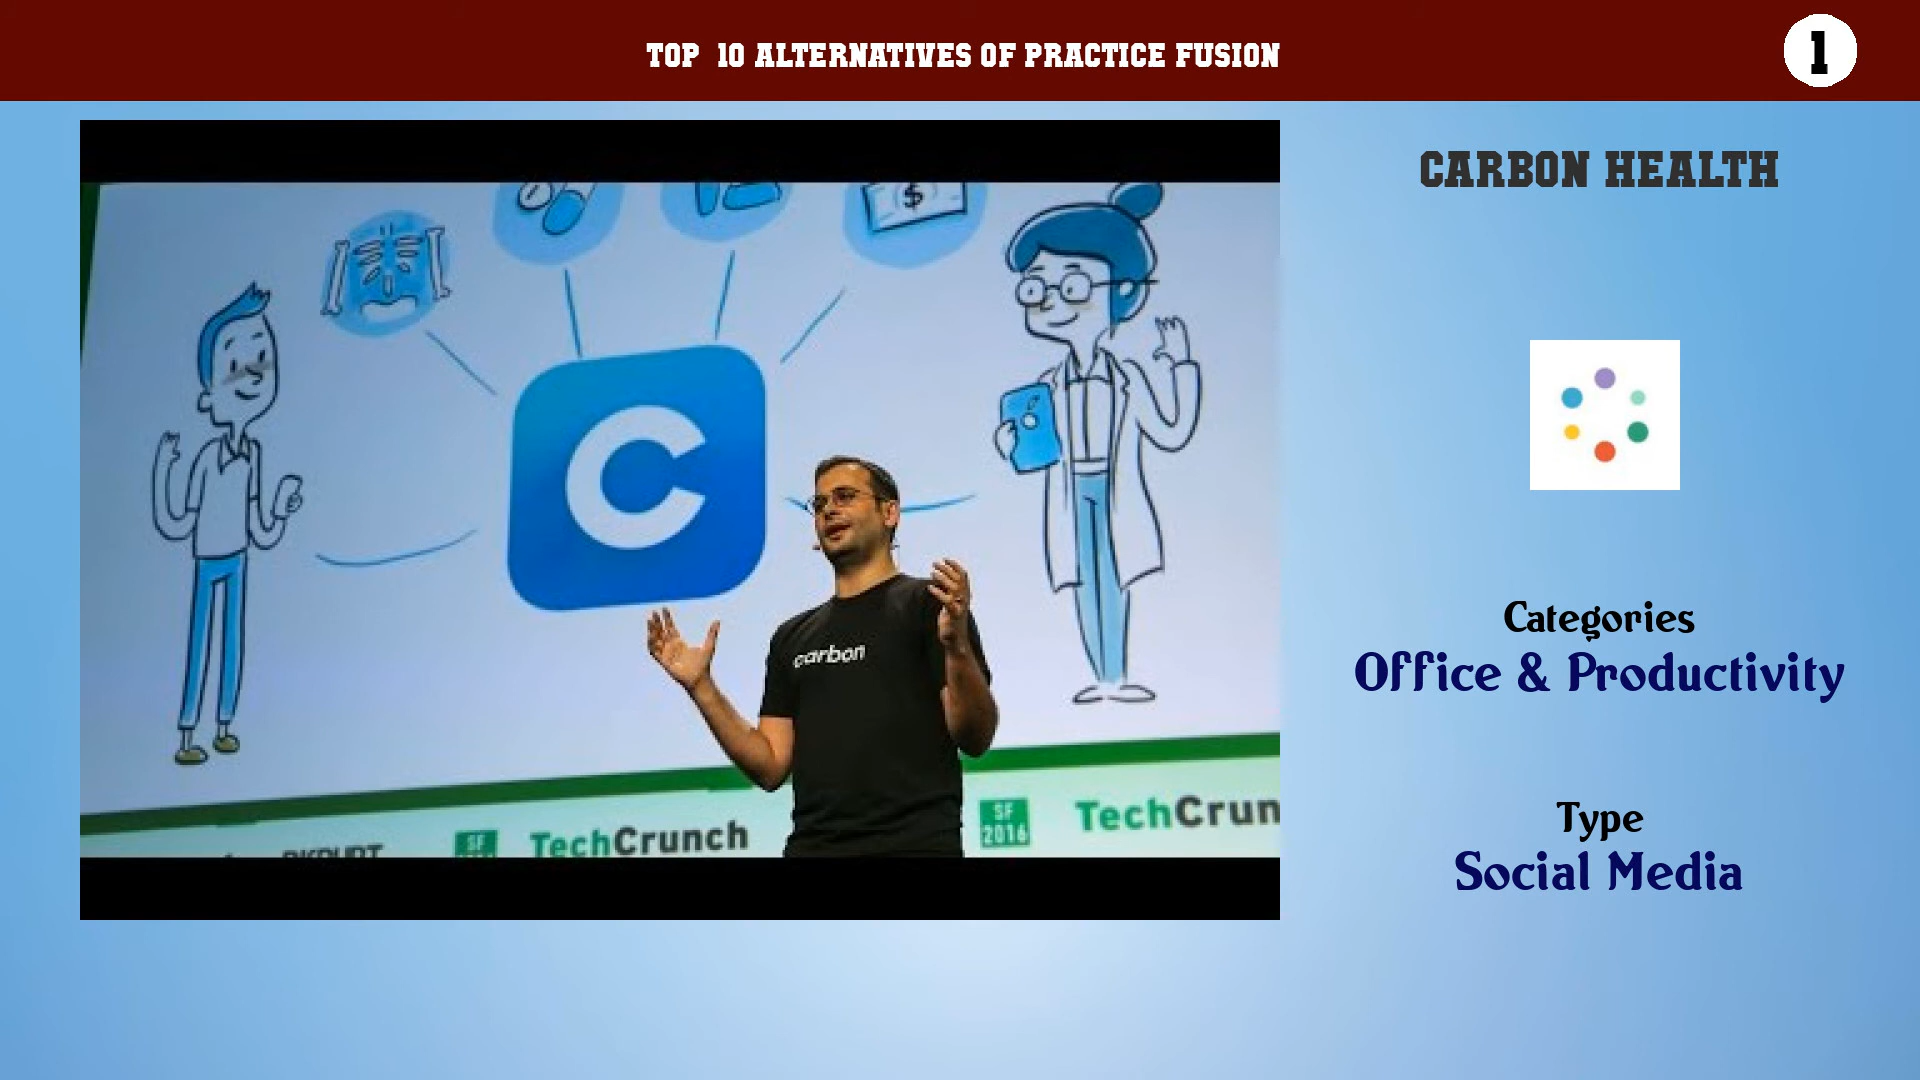 TOP 10 ALTERNATIVES OF PRACTICE FUSION
1
CARBON HEALTH
$
C
carbon
SF
TechCrunch
SF
2016
TechCrun
Categories
Office & Productivity
Type
Social Media